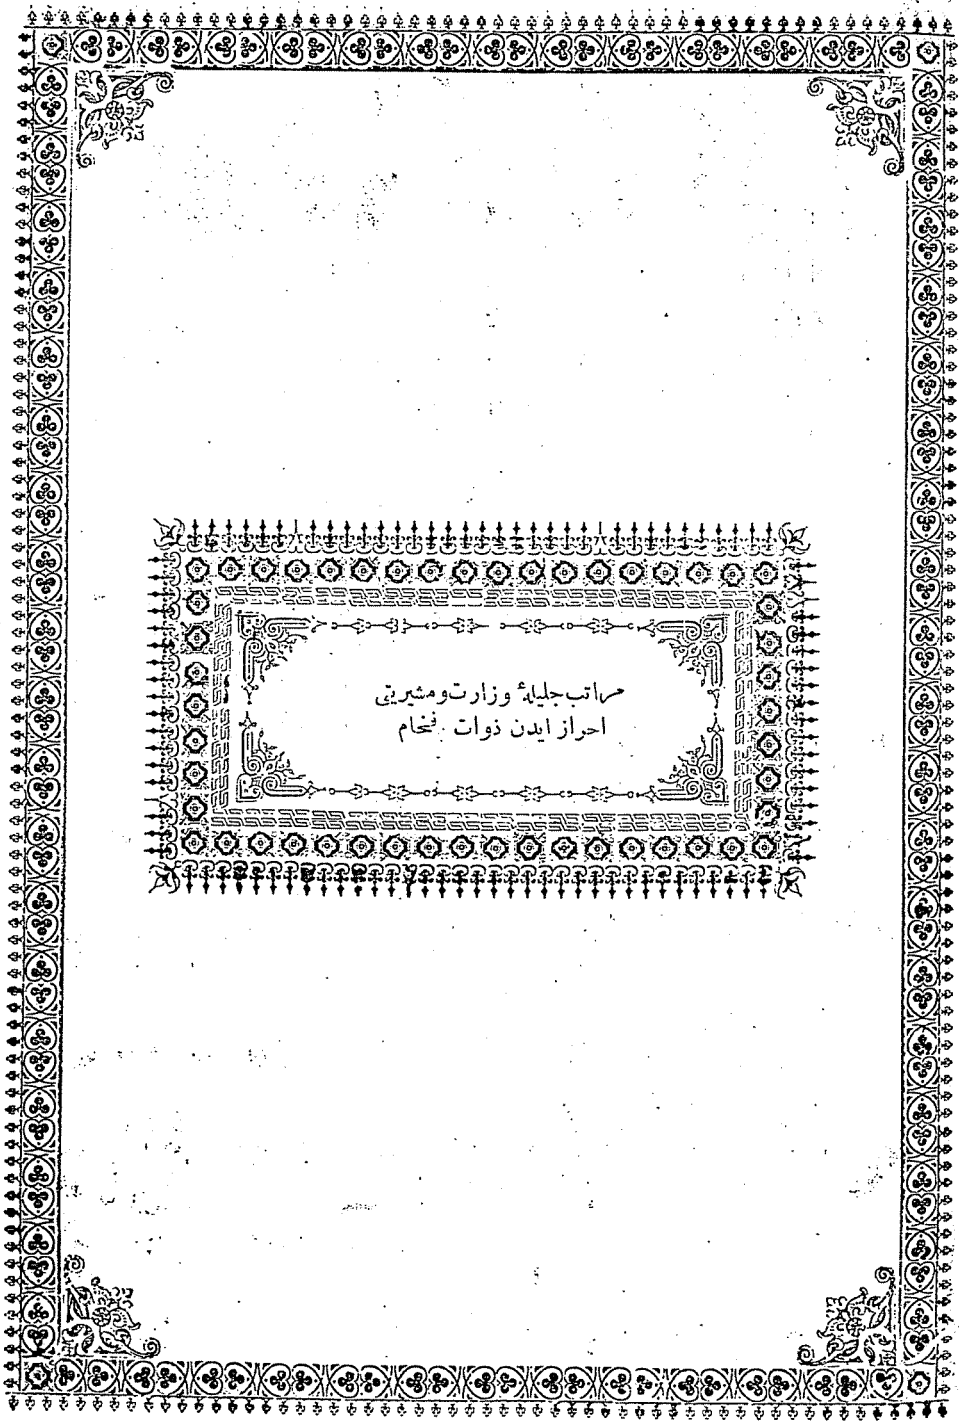 مراتب جلیلهٔ وزارت و مشیریتی
احراز ایدن ذوات فخام